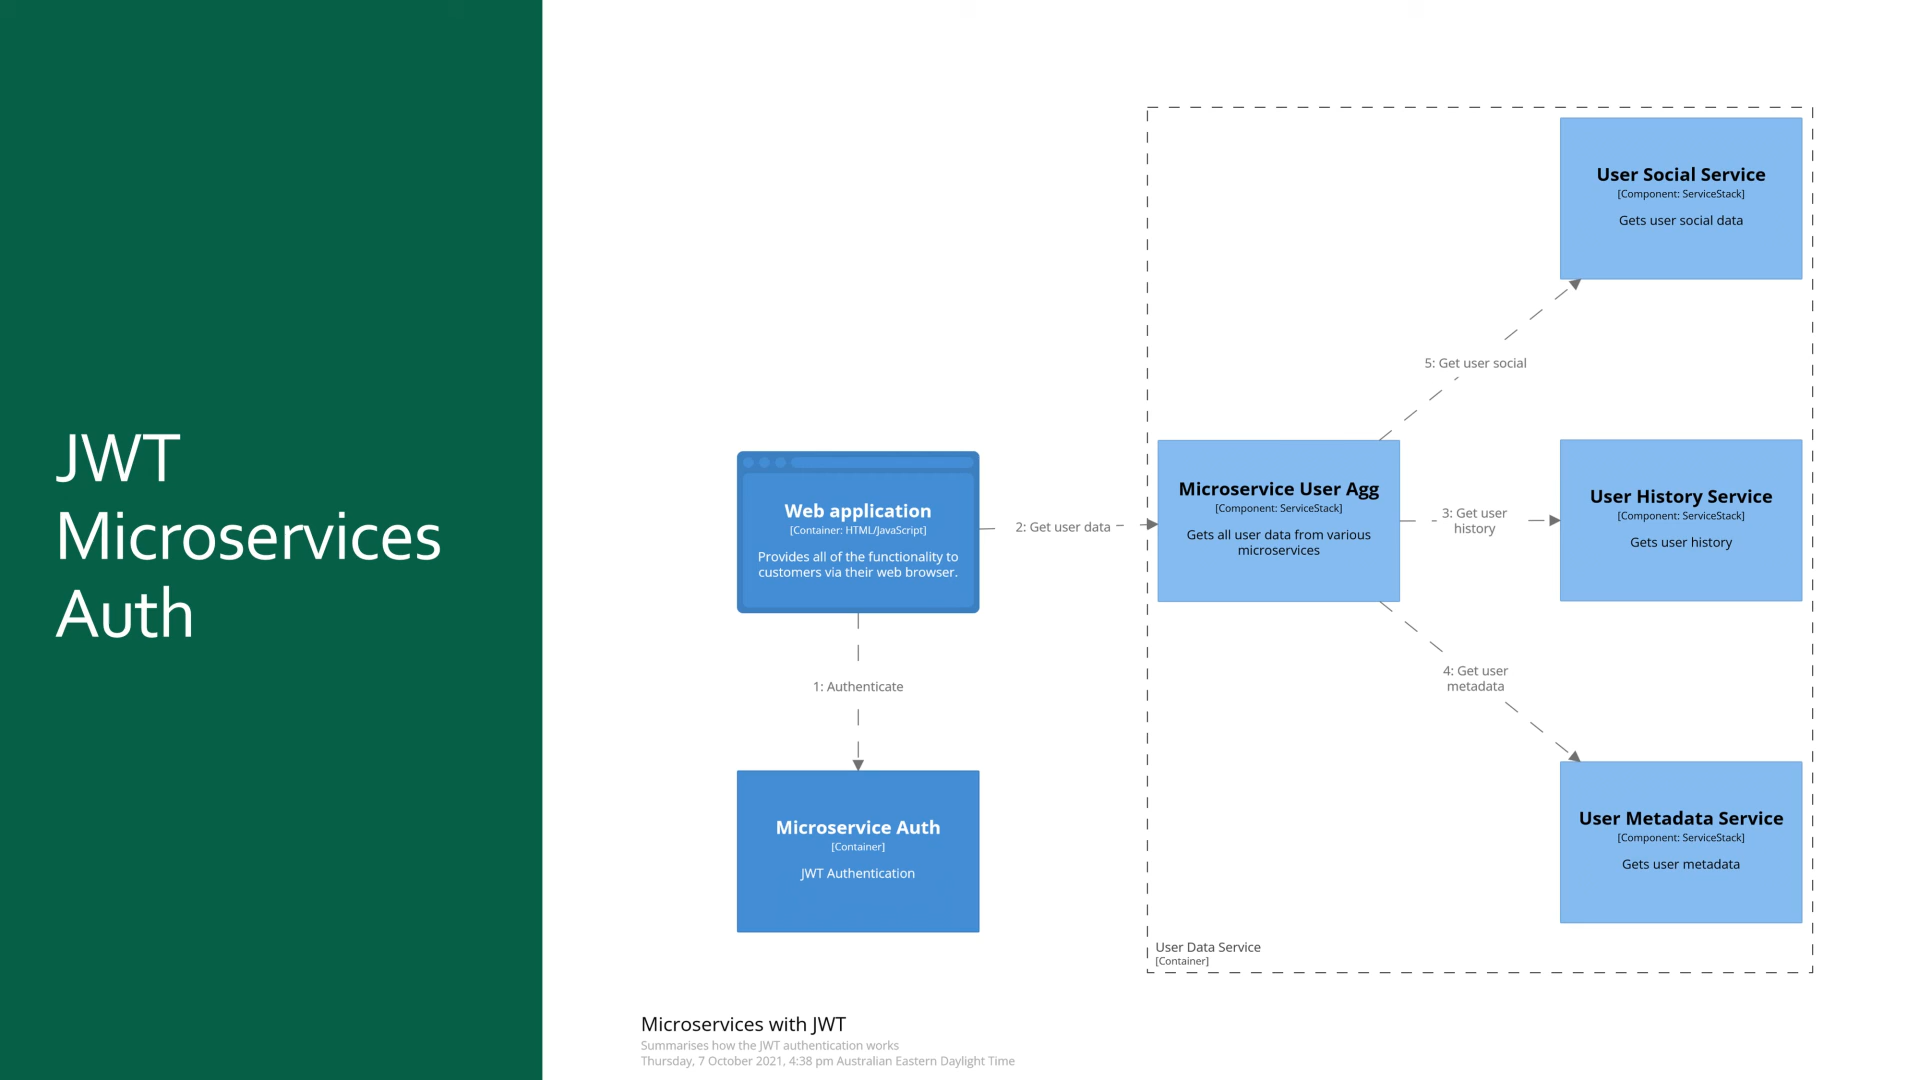 JWT
Microservices
Auth
User Social Service
[Component: ServiceStack]
Gets user social data
5: Get user social
Web application
[Container: HTML/JavaScript]
Provides all of the functionality to
customers via their web browser.
2: Get user data
Microservice User Agg
[Component: ServiceStack]
Gets all user data from various
microservices
3: Get user
history
User History Service
[Component: ServiceStack]
Gets user history
1: Authenticate
4: Get user
metadata
Microservice Auth
[Container]
JWT Authentication
User Metadata Service
[Component: ServiceStack]
Gets user metadata
User Data Service
[Container]
Microservices with JWT
Summarises how the JWT authentication works
Thursday, 7 October 2021, 4:38 pm Australian Eastern Daylight Time